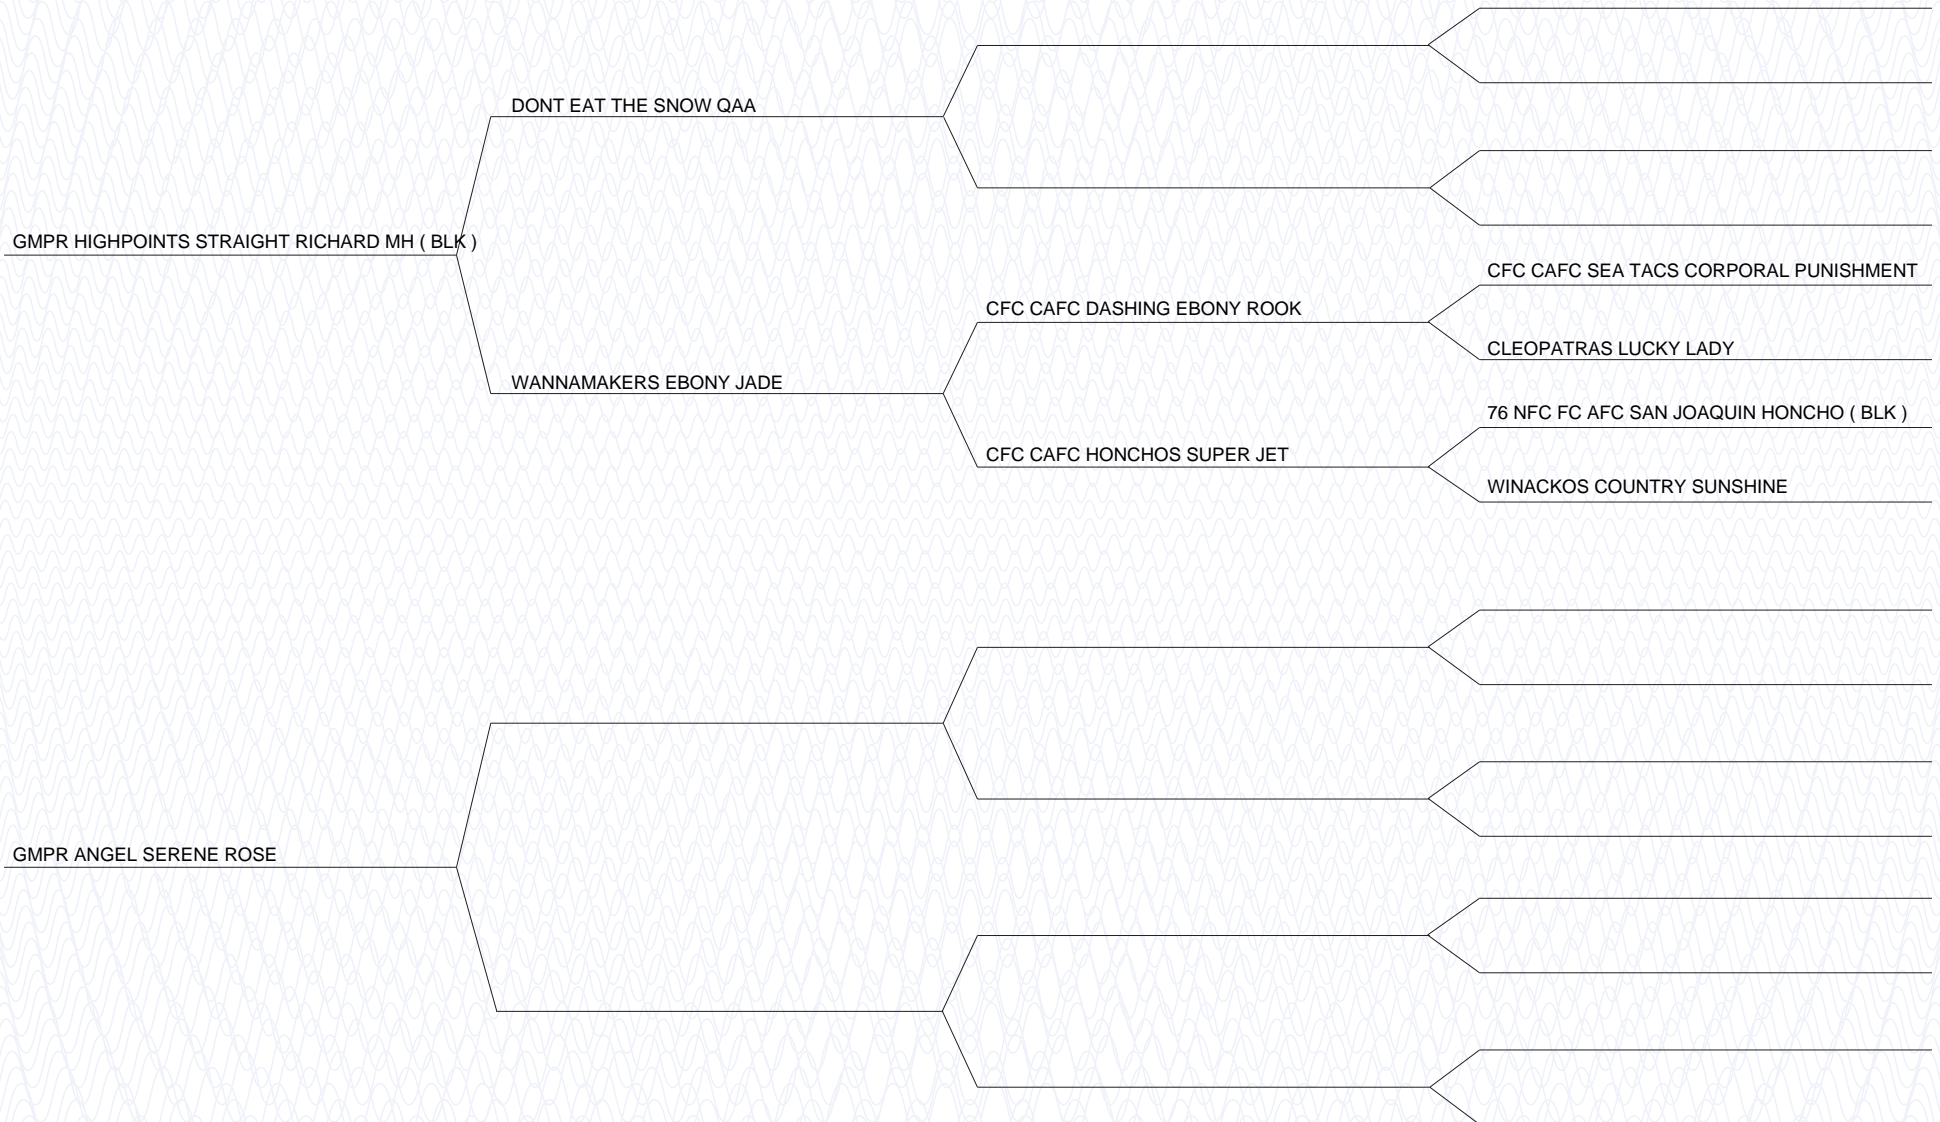 DONT EAT THE SNOW QAA
GMPR HIGHPOINTS STRAIGHT RICHARD MH ( BLK )
CFC CAFC SEA TACS CORPORAL PUNISHMENT
CFC CAFC DASHING EBONY ROOK
CLEOPATRAS LUCKY LADY
WANNAMAKERS EBONY JADE
76 NFC FC AFC SAN JOAQUIN HONCHO ( BLK )
CFC CAFC HONCHOS SUPER JET
WINACKOS COUNTRY SUNSHINE
GMPR ANGEL SERENE ROSE